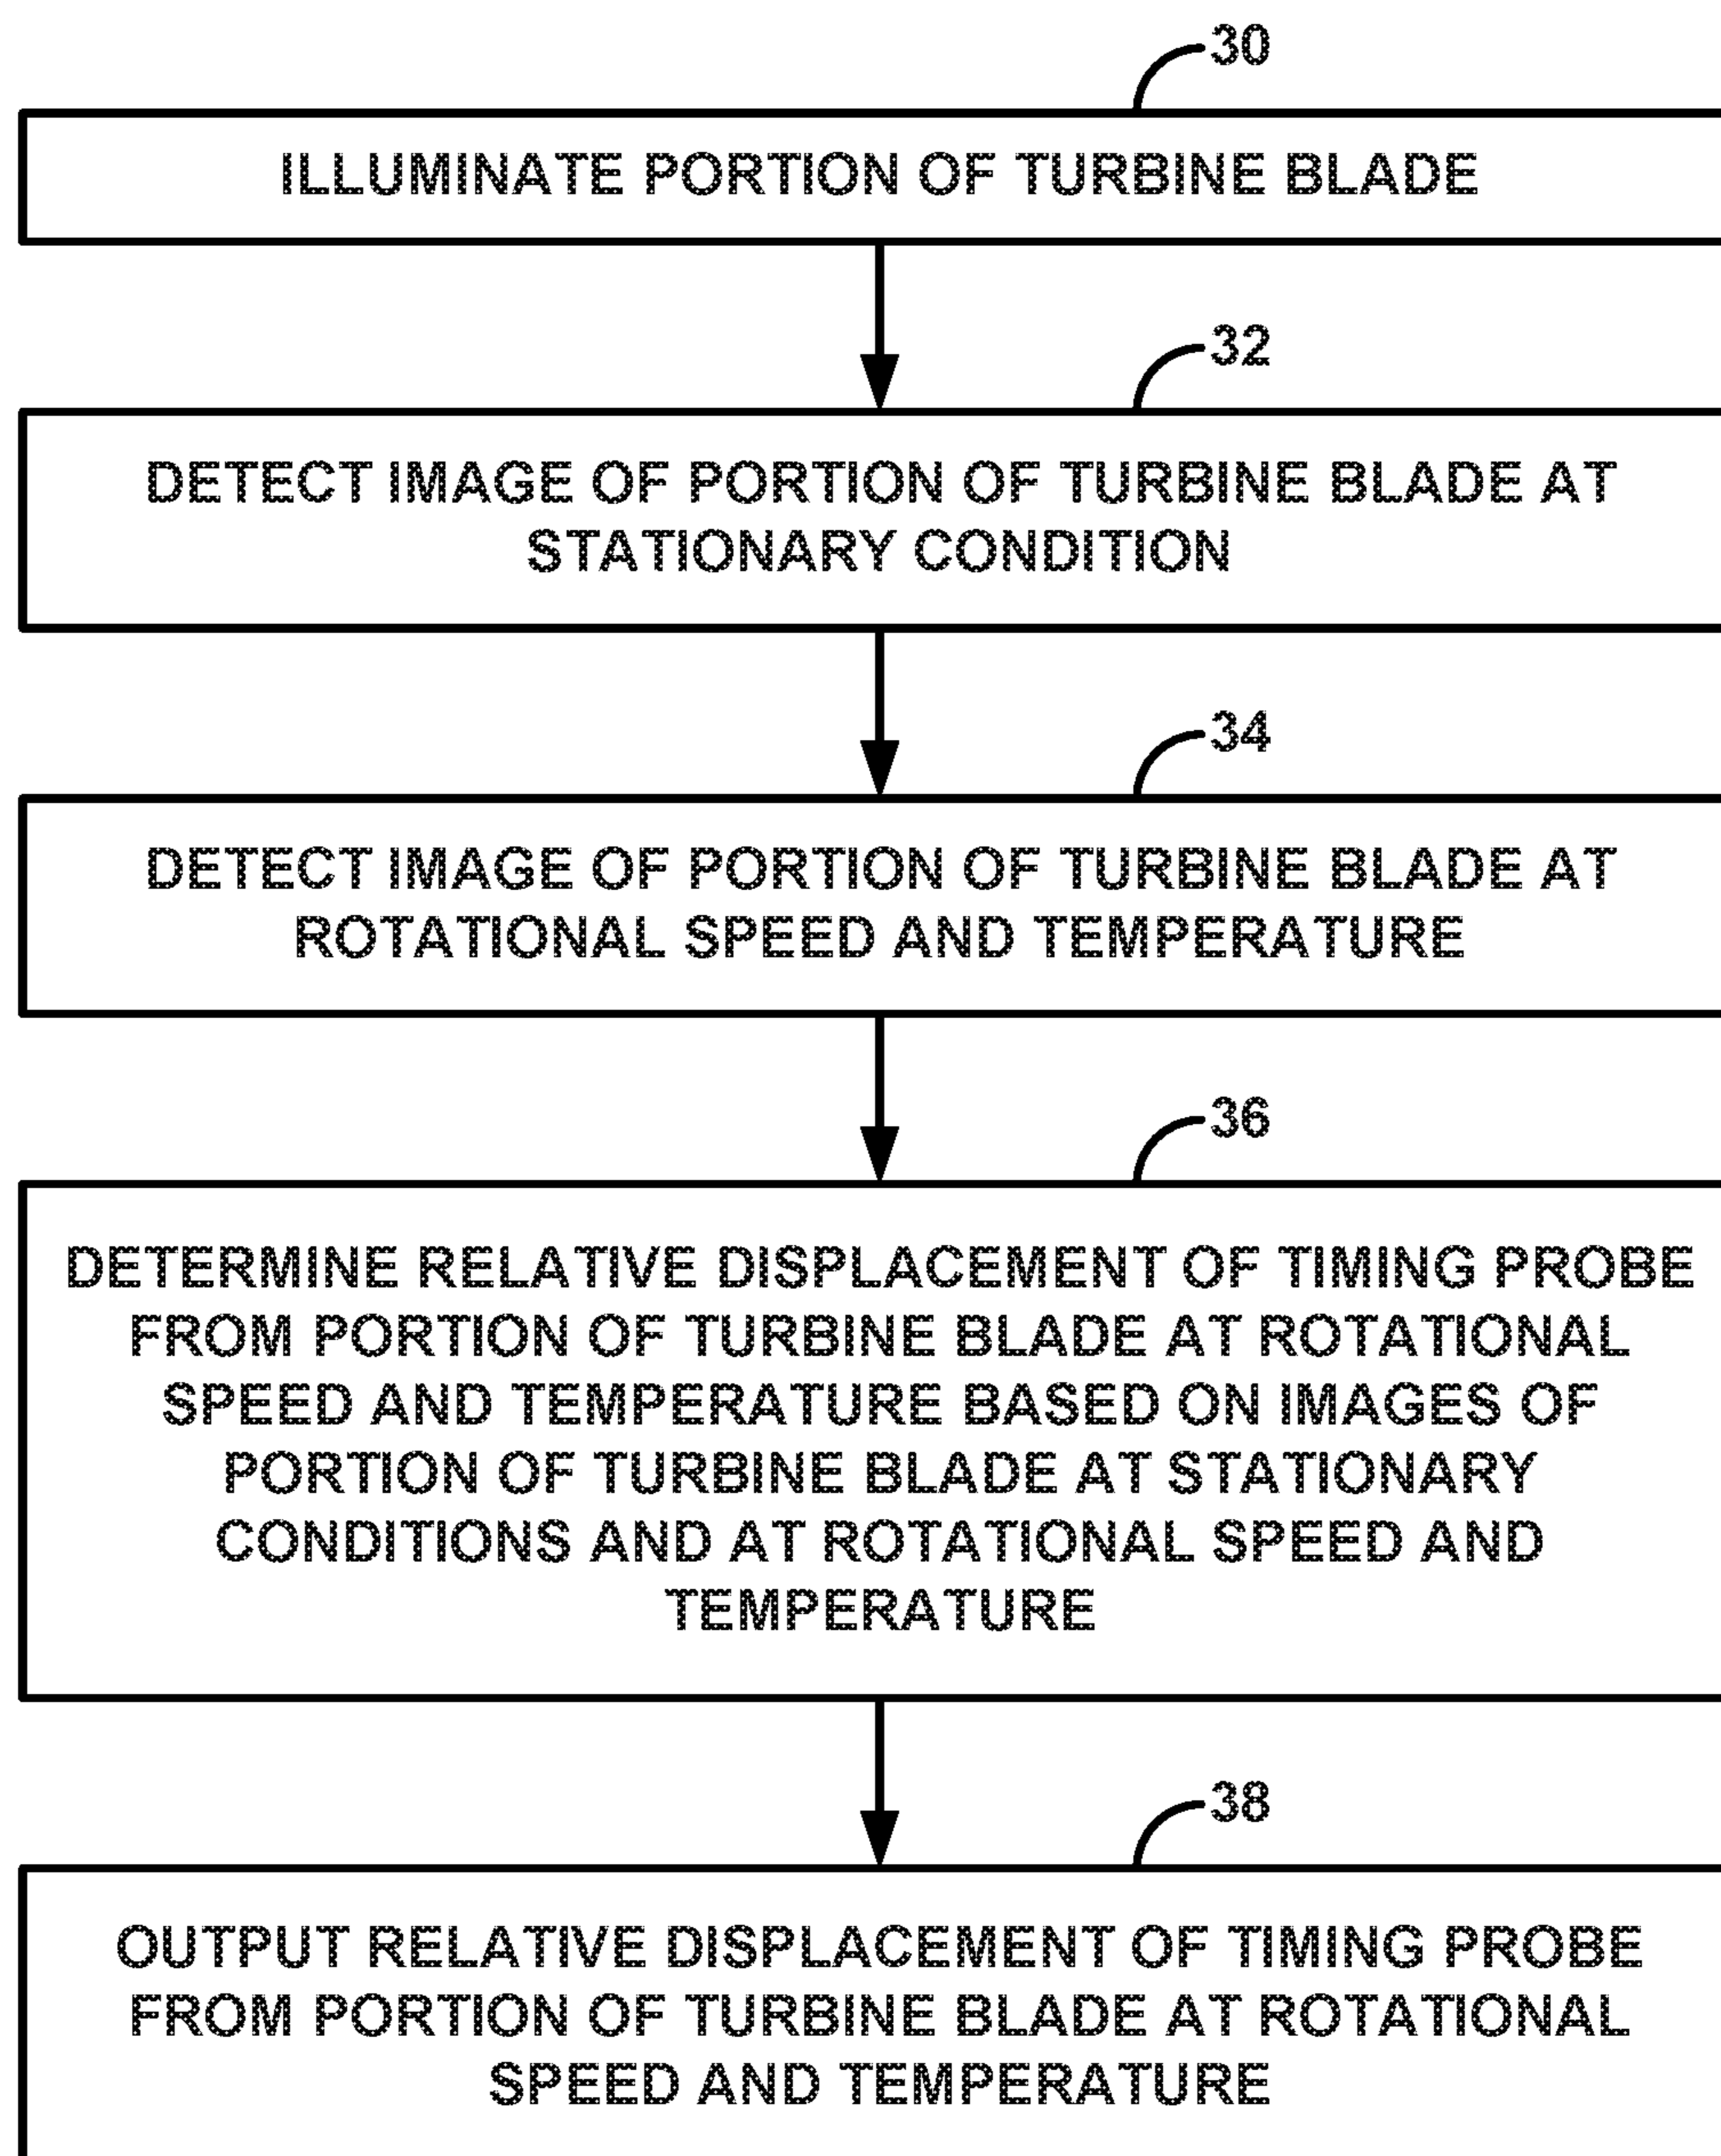 30
ILLUMINATE PORTION OF TURBINE BLADE
32
DETECT IMAGE OF PORTION OF TURBINE BLADE AT
STATIONARY CONDITION
34
DETECT IMAGE OF PORTION OF TURBINE BLADE AT
ROTATIONAL SPEED AND TEMPERATURE
36
DETERMINE RELATIVE DISPLACEMENT OF TIMING PROBE
FROM PORTION OF TURBINE BLADE AT ROTATIONAL
SPEED AND TEMPERATURE BASED ON IMAGES OF
PORTION OF TURBINE BLADE AT STATIONARY
CONDITIONS AND AT ROTATIONAL SPEED AND
TEMPERATURE
38
OUTPUT RELATIVE DISPLACEMENT OF TIMING PROBE
FROM PORTION OF TURBINE BLADE AT ROTATIONAL
SPEED AND TEMPERATURE